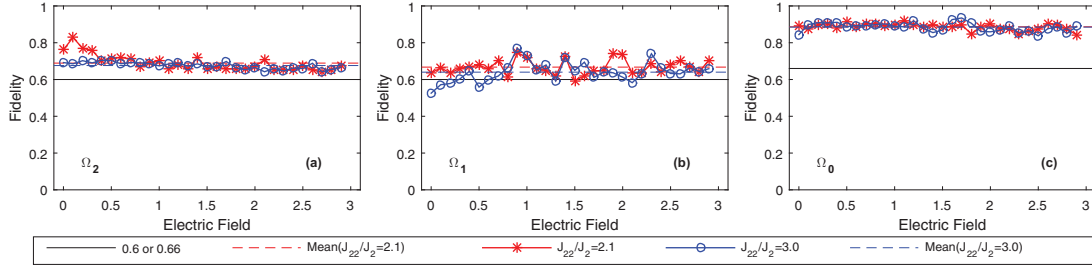 1
0.8
0.6
0.4
0.2
0
Fidelity
Ω2
(a)
0 0.5 1 1.5 2 2.5 3
Electric Field
1
0.8
0.6
0.4
0.2
0
Fidelity
Ω1
(b)
0 0.5 1 1.5 2 2.5 3
Electric Field
1
0.8
0.6
0.4
0.2
0
Fidelity
Ω0
(c)
0 0.5 1 1.5 2 2.5 3
Electric Field
0.6 or 0.66 Mean(J22/J2=2.1) J22/J2=2.1 J22/J2=3.0 Mean(J22/J2=3.0)